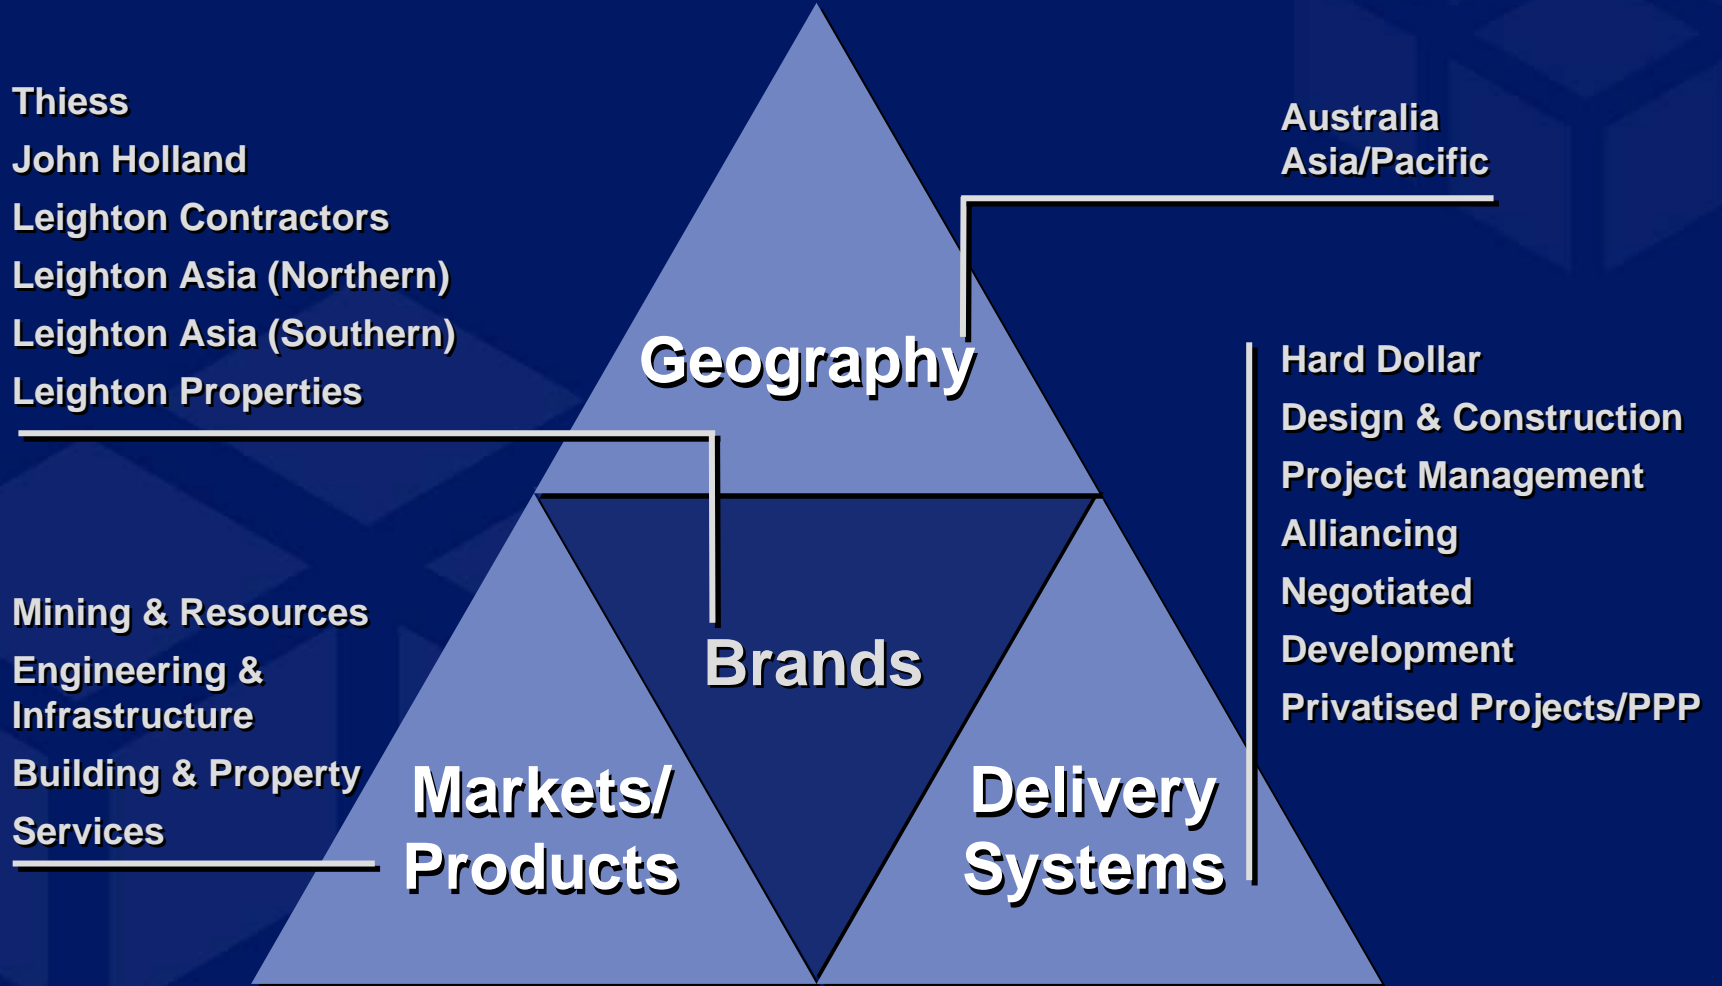 Thiess
John Holland
Leighton Contractors
Leighton Asia (Northern)
Leighton Asia (Southern)
Leighton Properties
Australia
Asia/Pacific
Geography
Hard Dollar
Design & Construction
Project Management
Alliancing
Negotiated
Development
Privatised Projects/PPP
Brands
Mining & Resources
Engineering &
Infrastructure
Building & Property
Services
Markets/
Products
Delivery
Systems